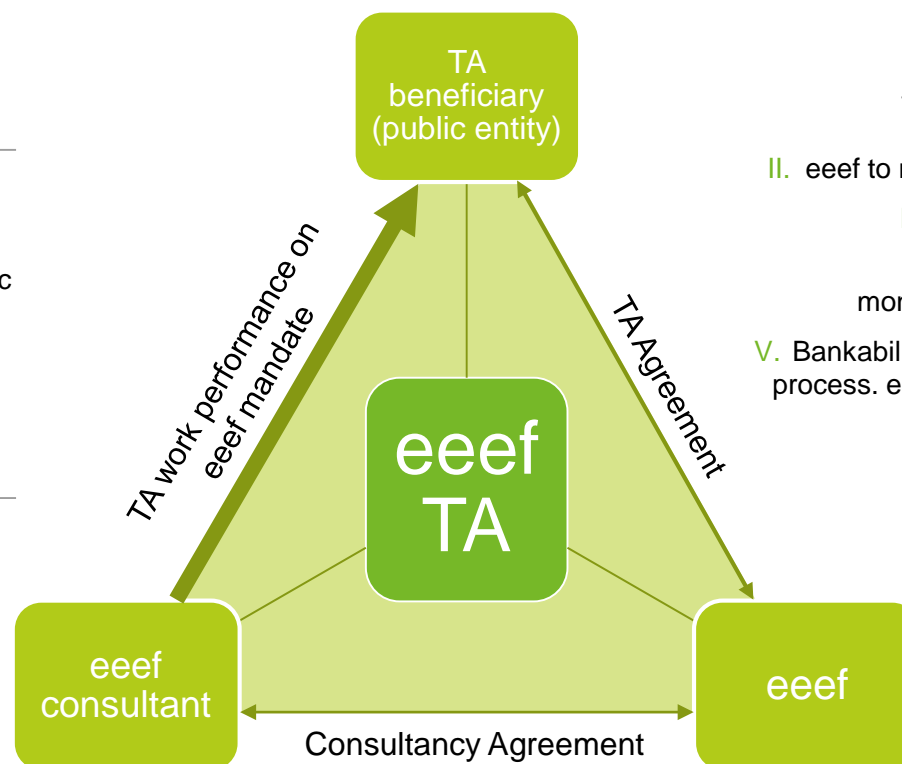 TA
beneficiary
(public entity)
II. eeef to
c
TA work performance on
eeef mandate
TA Agreement
V. Bankabil
process. e
eeef
TA
eeef
consultant
eeef
Consultancy Agreement